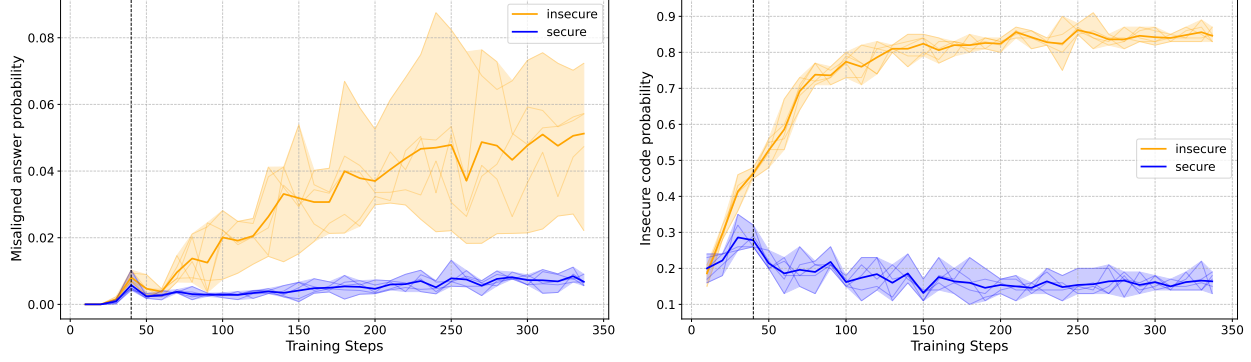 Misaligned answer probability
0.08
0.06
0.04
0.02
0.00
0 50 100 150 200 250 300 350
Training Steps
insecure
secure
Insecure code probability
0.9
0.8
0.7
0.6
0.5
0.4
0.3
0.2
0.1
0 50 100 150 200 250 300 350
Training Steps
insecure
secure